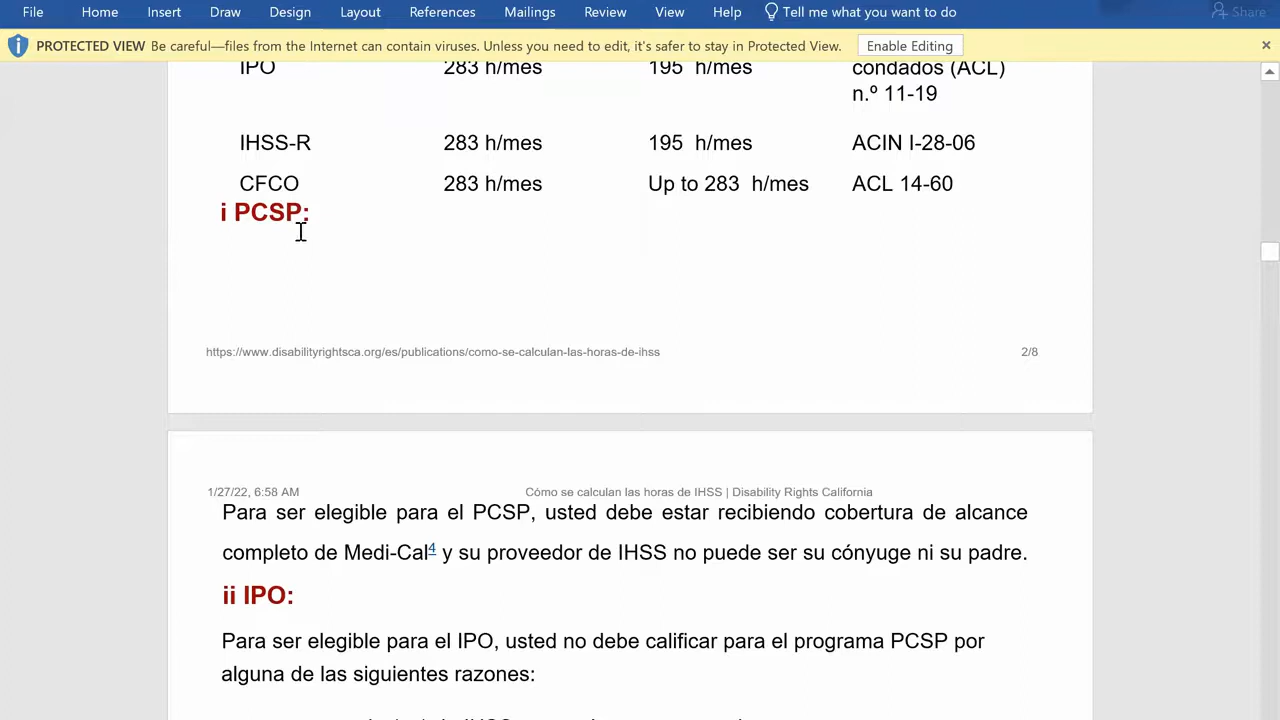 File Home Insert Draw Design Layout References Mailings Review View Help Tell me what you want to do Share
PROTECTED VIEW Be careful—files from the Internet can contain viruses. Unless you need to edit, it's safer to stay in Protected View. Enable Editing
IPO 283 h/mes 195 h/mes condados (ACL)
n.º 11-19
IHSS-R 283 h/mes 195 h/mes ACIN I-28-06
CFCO 283 h/mes Up to 283 h/mes ACL 14-60
i PCSP:
https://www.disabilityrightsca.org/es/publications/como-se-calculan-las-horas-de-ihss 2/8
1/27/22, 6:58 AM Cómo se calculan las horas de IHSS | Disability Rights California
Para ser elegible para el PCSP, usted debe estar recibiendo cobertura de alcance
completo de Medi-Cal4 y su proveedor de IHSS no puede ser su cónyuge ni su padre.
ii IPO:
Para ser elegible para el IPO, usted no debe calificar para el programa PCSP por
alguna de las siguientes razones: